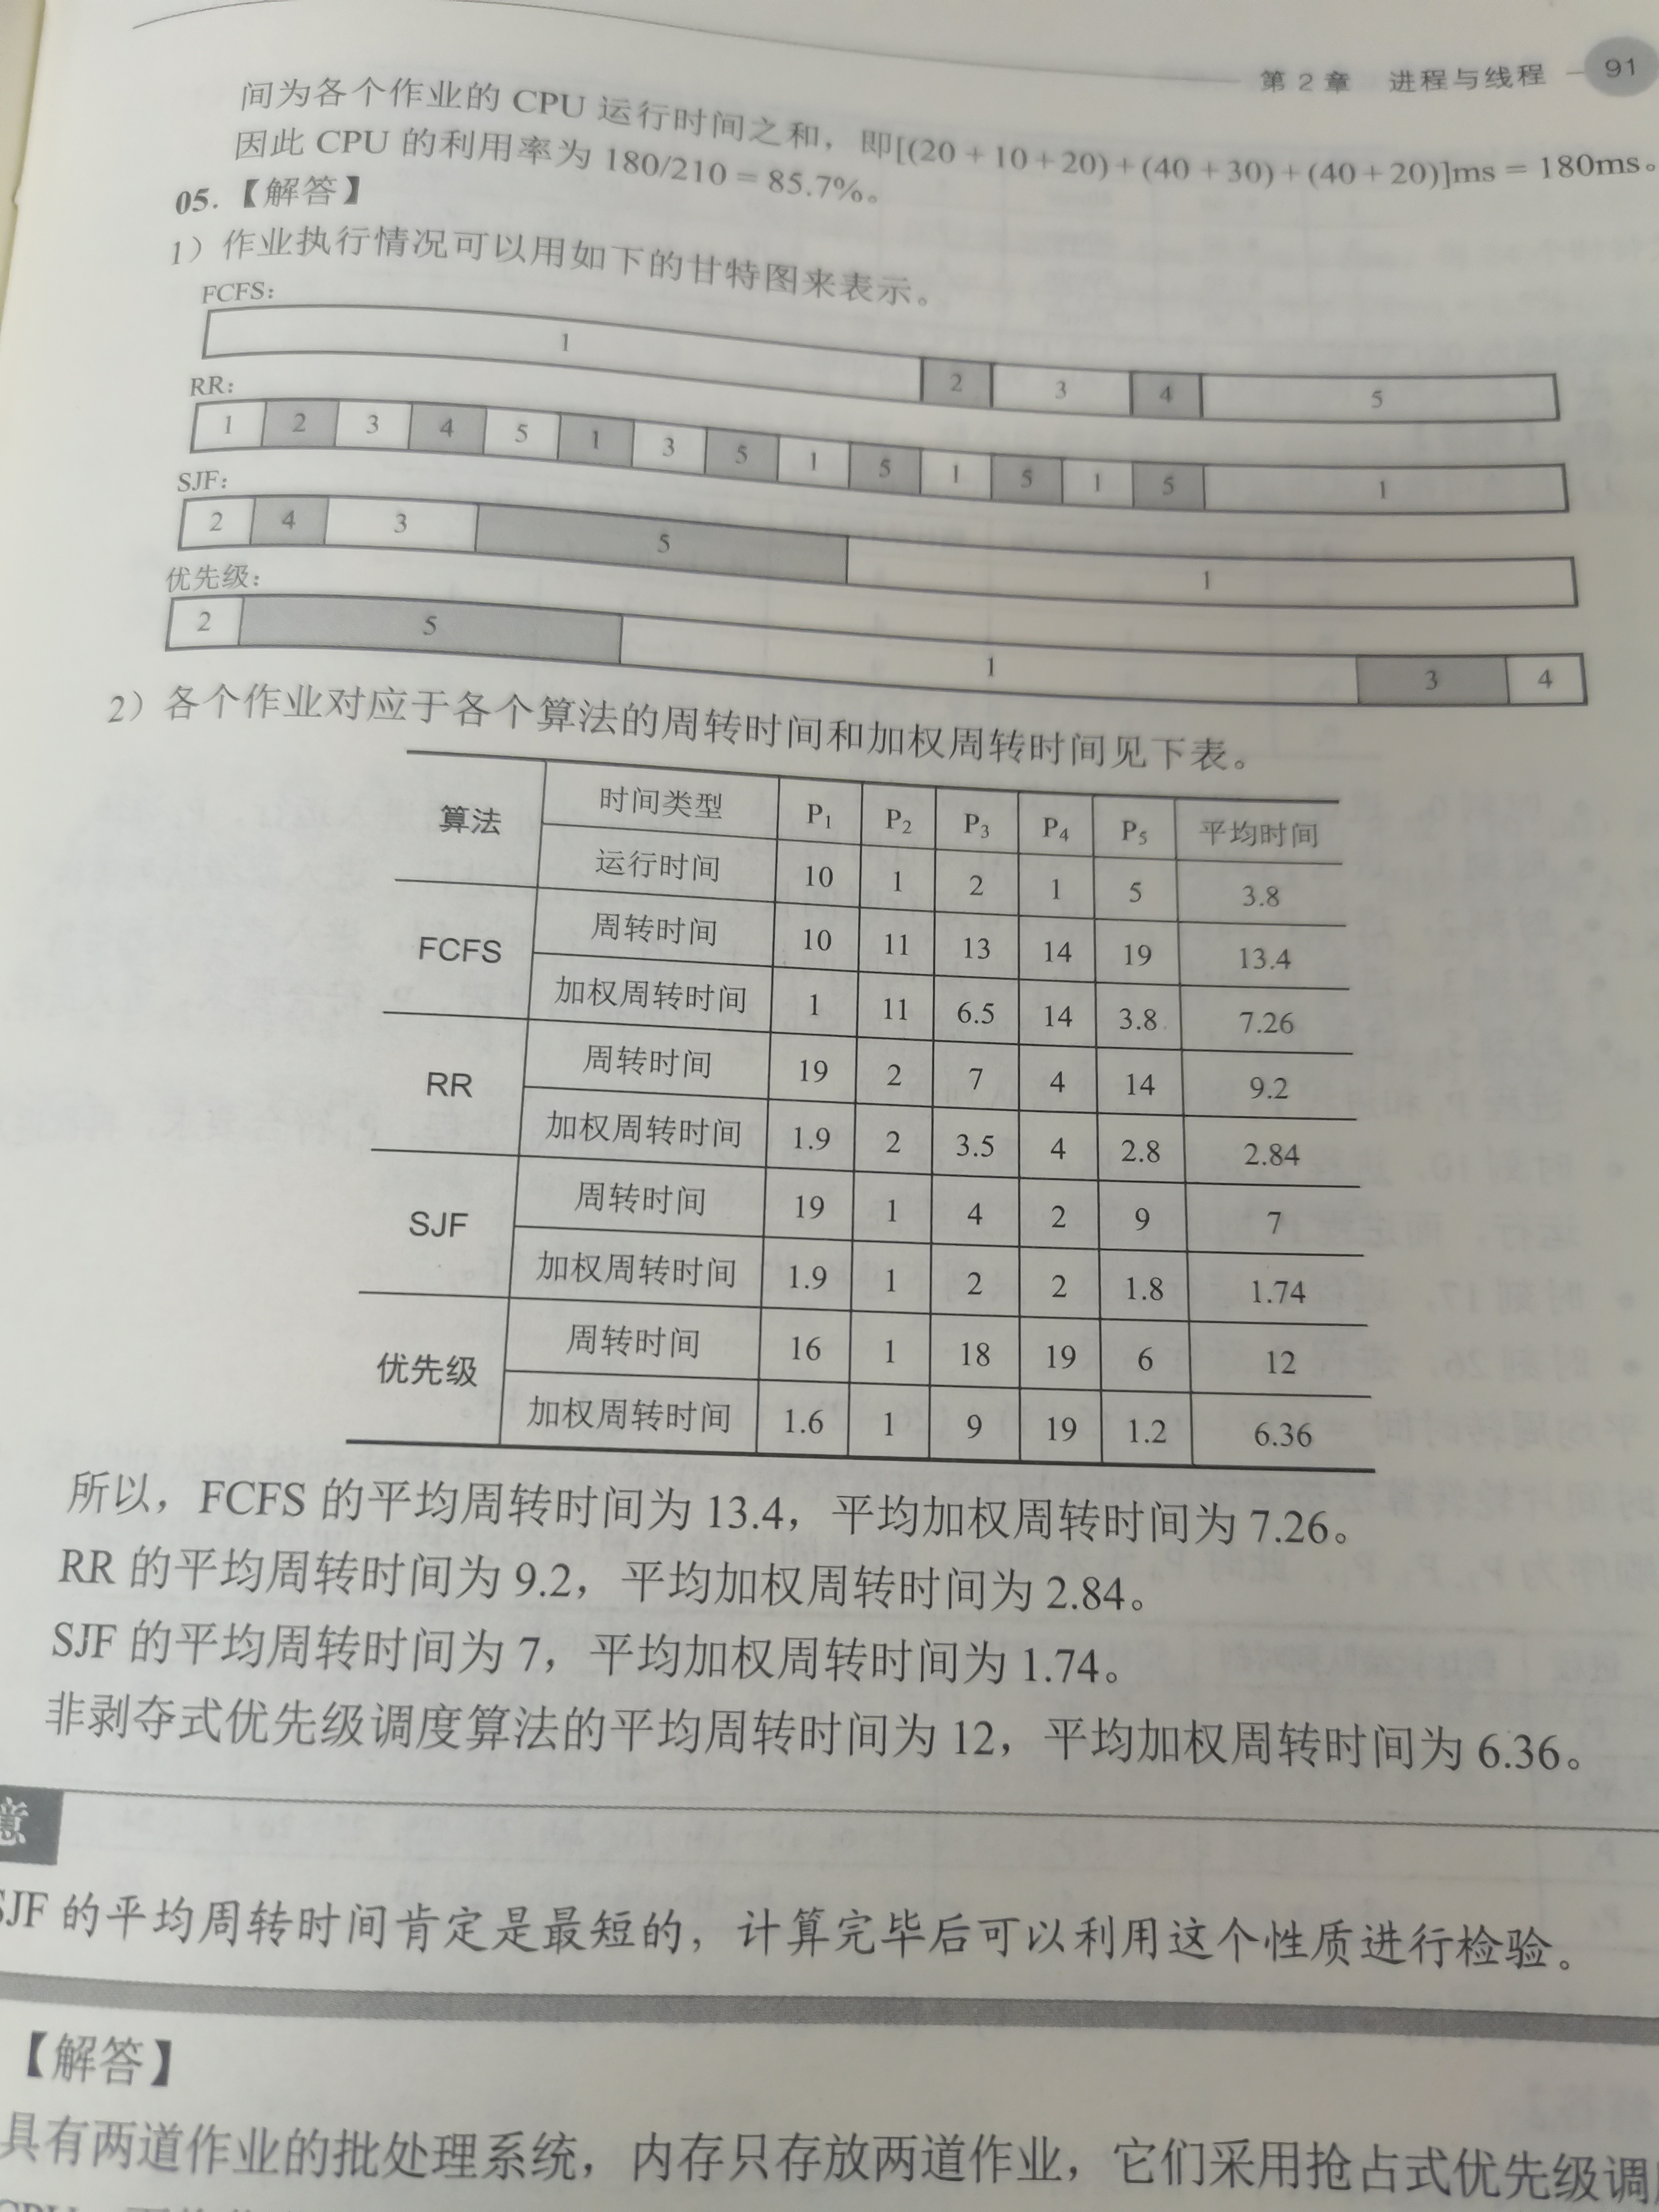 第2章 进程与线程 91
间为各个作业的 CPU 运行时间之和，即[(20 + 10 + 20) + (40 + 30) + (40 + 20)]ms = 180ms。
因此 CPU 的利用率为 180/210 = 85.7%。
05.【解答】
1）作业执行情况可以用如下的甘特图来表示。
FCFS:
1 2 3 4 5
RR:
1 2 3 4 5 1 3 5 1 5 1 5 1 5 1
SJF:
2 4 3 5 1
优先级:
2 5 1 3 4
2）各个作业对应于各个算法的周转时间和加权周转时间见下表。
算法 时间类型 P1 P2 P3 P4 P5 平均时间
运行时间 10 1 2 1 5 3.8
FCFS 周转时间 10 11 13 14 19 13.4
加权周转时间 1 11 6.5 14 3.8 7.26
RR 周转时间 19 2 7 4 14 9.2
加权周转时间 1.9 2 3.5 4 2.8 2.84
SJF 周转时间 19 1 4 2 9 7
加权周转时间 1.9 1 2 2 1.8 1.74
优先级 周转时间 16 1 18 19 6 12
加权周转时间 1.6 1 9 19 1.2 6.36
所以，FCFS 的平均周转时间为 13.4，平均加权周转时间为 7.26。
RR 的平均周转时间为 9.2，平均加权周转时间为 2.84。
SJF 的平均周转时间为 7，平均加权周转时间为 1.74。
非剥夺式优先级调度算法的平均周转时间为 12，平均加权周转时间为 6.36。
意
SJF 的平均周转时间肯定是最短的，计算完毕后可以利用这个性质进行检验。
【解答】
具有两道作业的批处理系统，内存只存放两道作业，它们采用抢占式优先级调